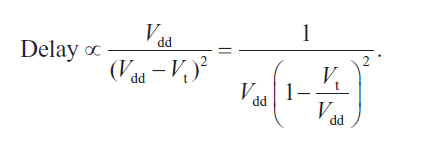 Delay ∝ V_dd / (V_dd − V_t)² = 1 / (V_dd (1 − V_t / V_dd)²).